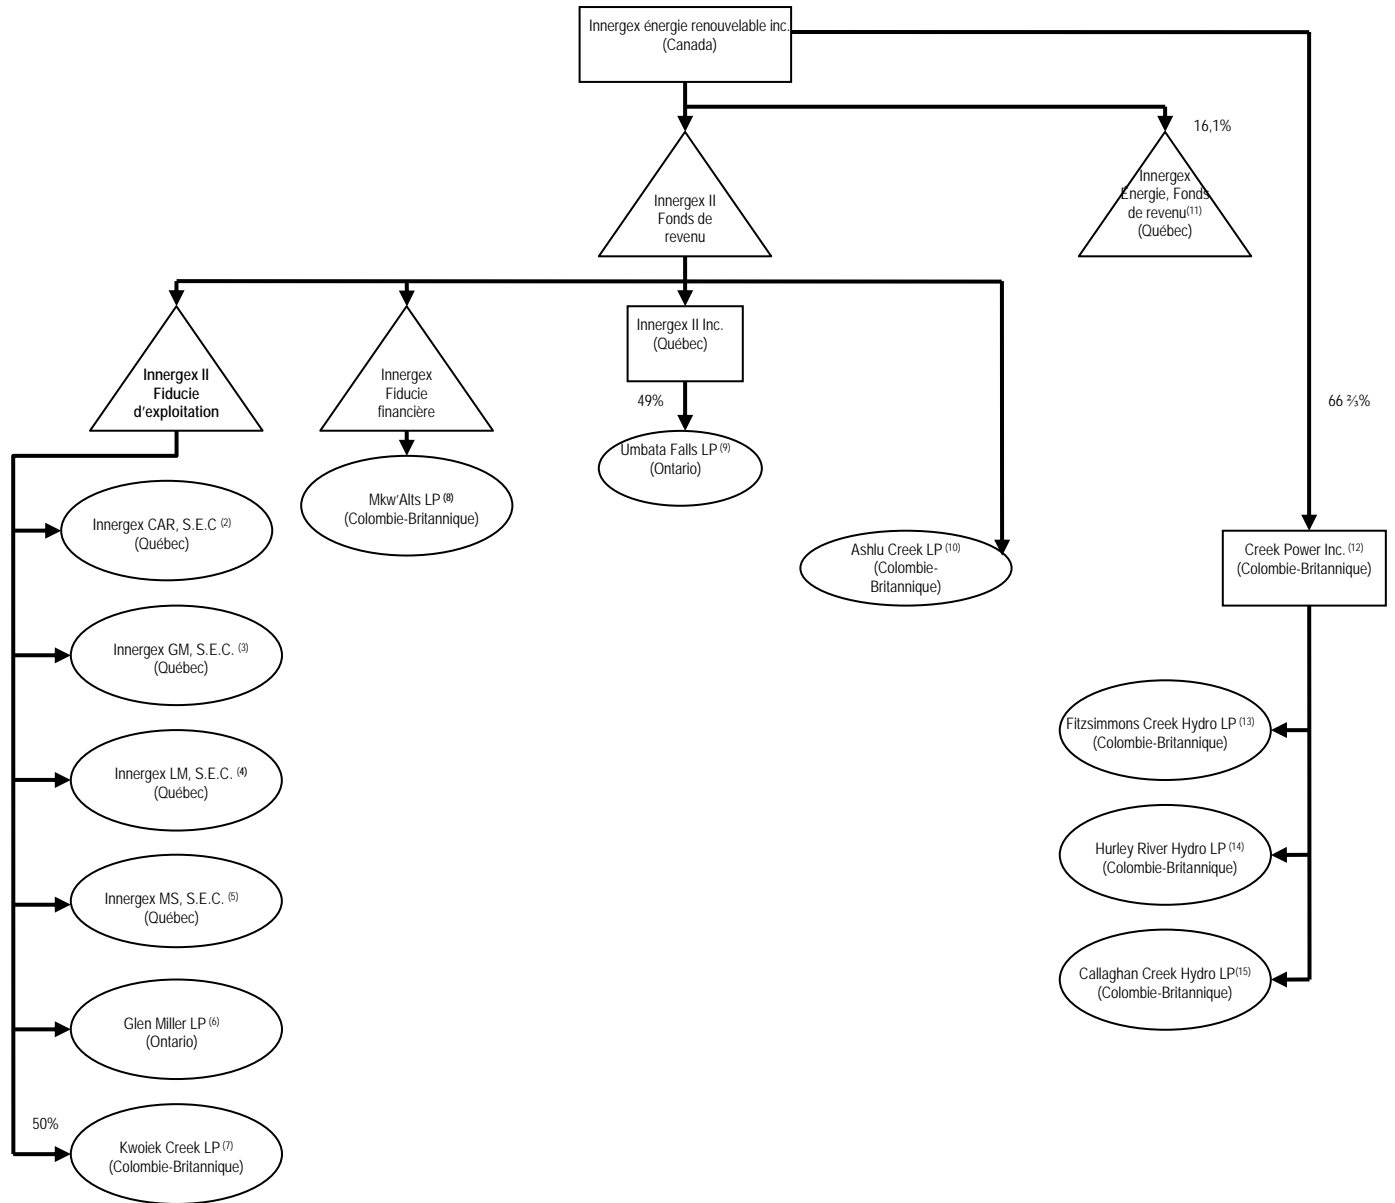 Innergex énergie renouvelable inc.
(Canada)
16,1%
Innergex II
Fonds de
revenu
Innergex
Énergie, Fonds
de revenu(11)
(Québec)
Innergex II
Fiducie
d'exploitation
Innergex
Fiducie
financière
Innergex II Inc.
(Québec)
49%
66 ⅔%
Umbata Falls LP (9)
(Ontario)
Mkw'Alts LP (8)
(Colombie-Britannique)
Innergex CAR, S.E.C (2)
(Québec)
Ashlu Creek LP (10)
(Colombie-
Britannique)
Creek Power Inc. (12)
(Colombie-Britannique)
Innergex GM, S.E.C. (3)
(Québec)
Fitzsimmons Creek Hydro LP (13)
(Colombie-Britannique)
Innergex LM, S.E.C. (4)
(Québec)
Hurley River Hydro LP (14)
(Colombie-Britannique)
Innergex MS, S.E.C. (5)
(Québec)
Callaghan Creek Hydro LP(15)
(Colombie-Britannique)
Glen Miller LP (6)
(Ontario)
50%
Kwoiek Creek LP (7)
(Colombie-Britannique)